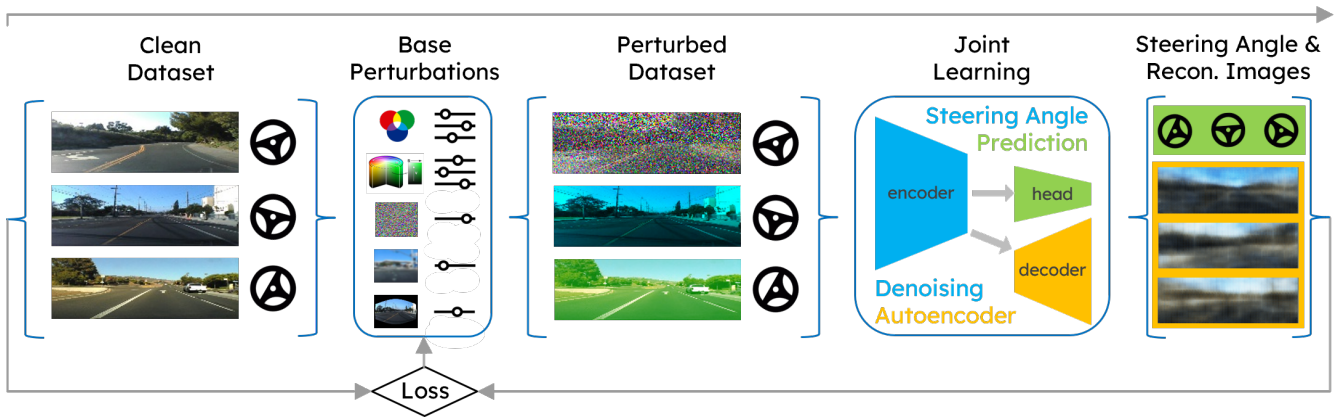 Clean
Dataset
Base
Perturbations
Perturbed
Dataset
Joint
Learning
Steering Angle &
Recon. Images
Steering Angle
Prediction
encoder
head
decoder
Denoising
Autoencoder
Loss